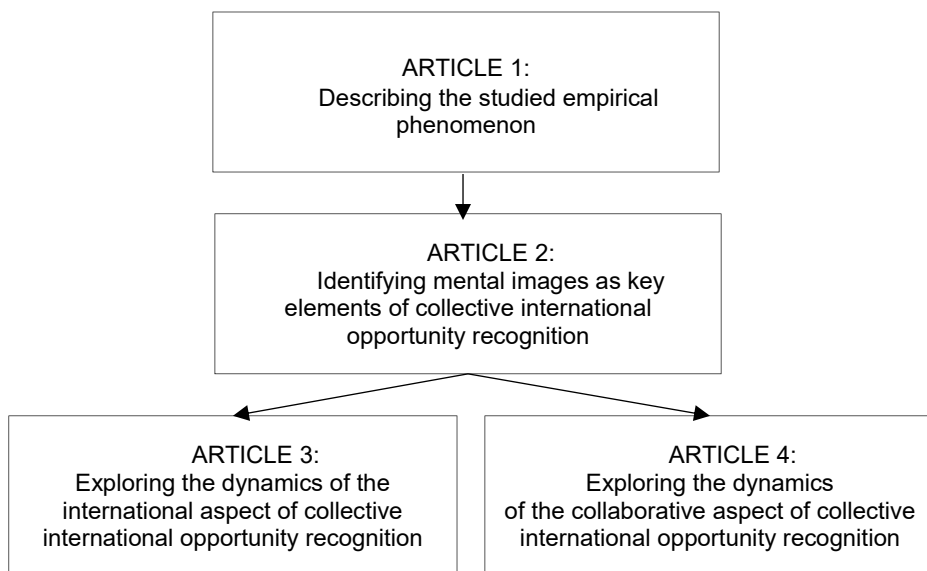 ARTICLE 1:
Describing the studied empirical
phenomenon
ARTICLE 2:
Identifying mental images as key
elements of collective international
opportunity recognition
ARTICLE 3:
Exploring the dynamics of the
international aspect of collective
international opportunity recognition
ARTICLE 4:
Exploring the dynamics
of the collaborative aspect of collective
international opportunity recognition